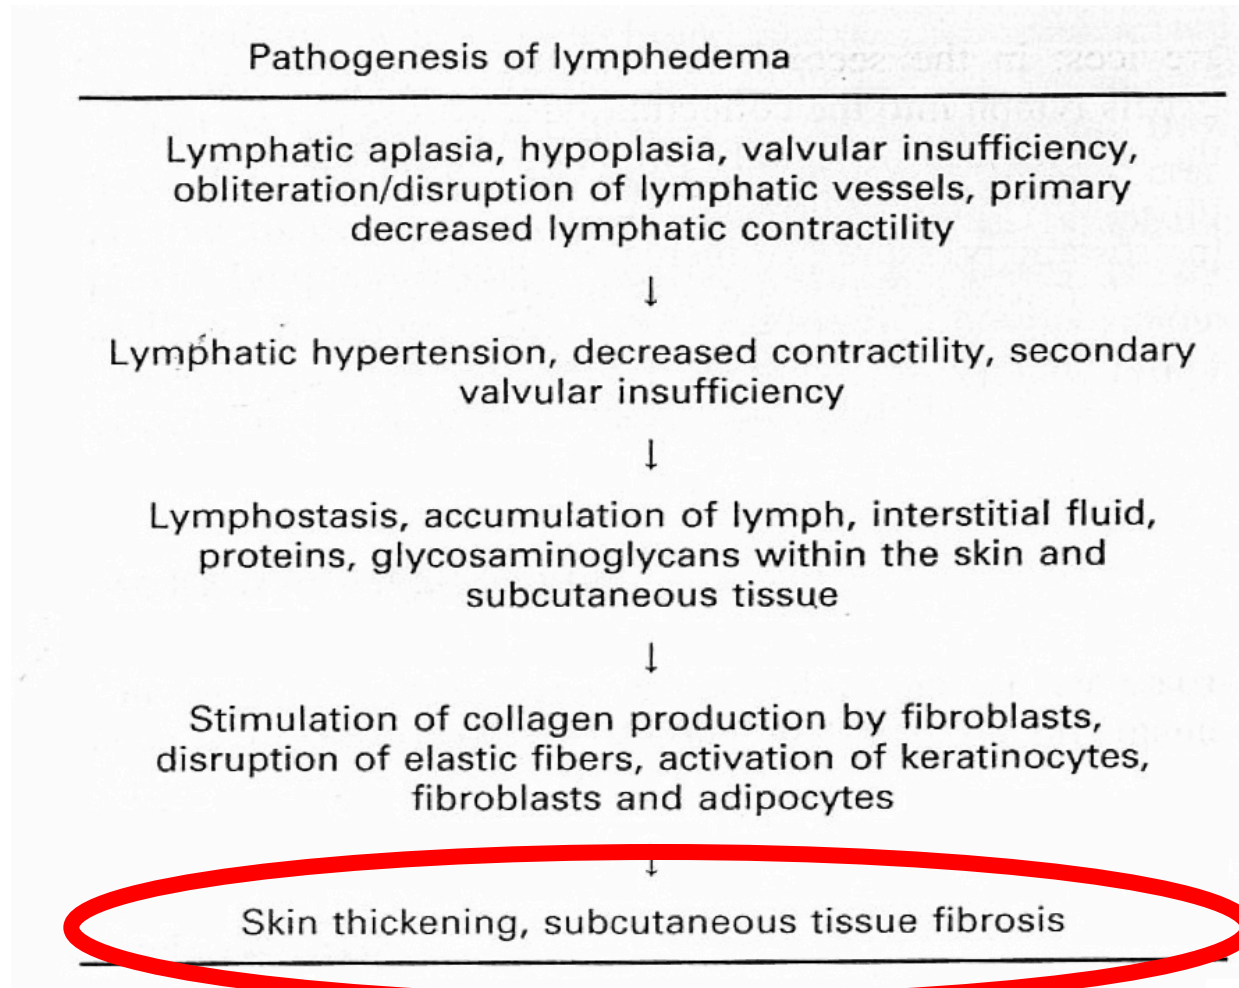 Pathogenesis of lymphedema
Lymphatic aplasia, hypoplasia, valvular insufficiency,
obliteration/disruption of lymphatic vessels, primary
decreased lymphatic contractility
↓
Lymphatic hypertension, decreased contractility, secondary
valvular insufficiency
↓
Lymphostasis, accumulation of lymph, interstitial fluid,
proteins, glycosaminoglycans within the skin and
subcutaneous tissue
↓
Stimulation of collagen production by fibroblasts,
disruption of elastic fibers, activation of keratinocytes,
fibroblasts and adipocytes
↓
Skin thickening, subcutaneous tissue fibrosis